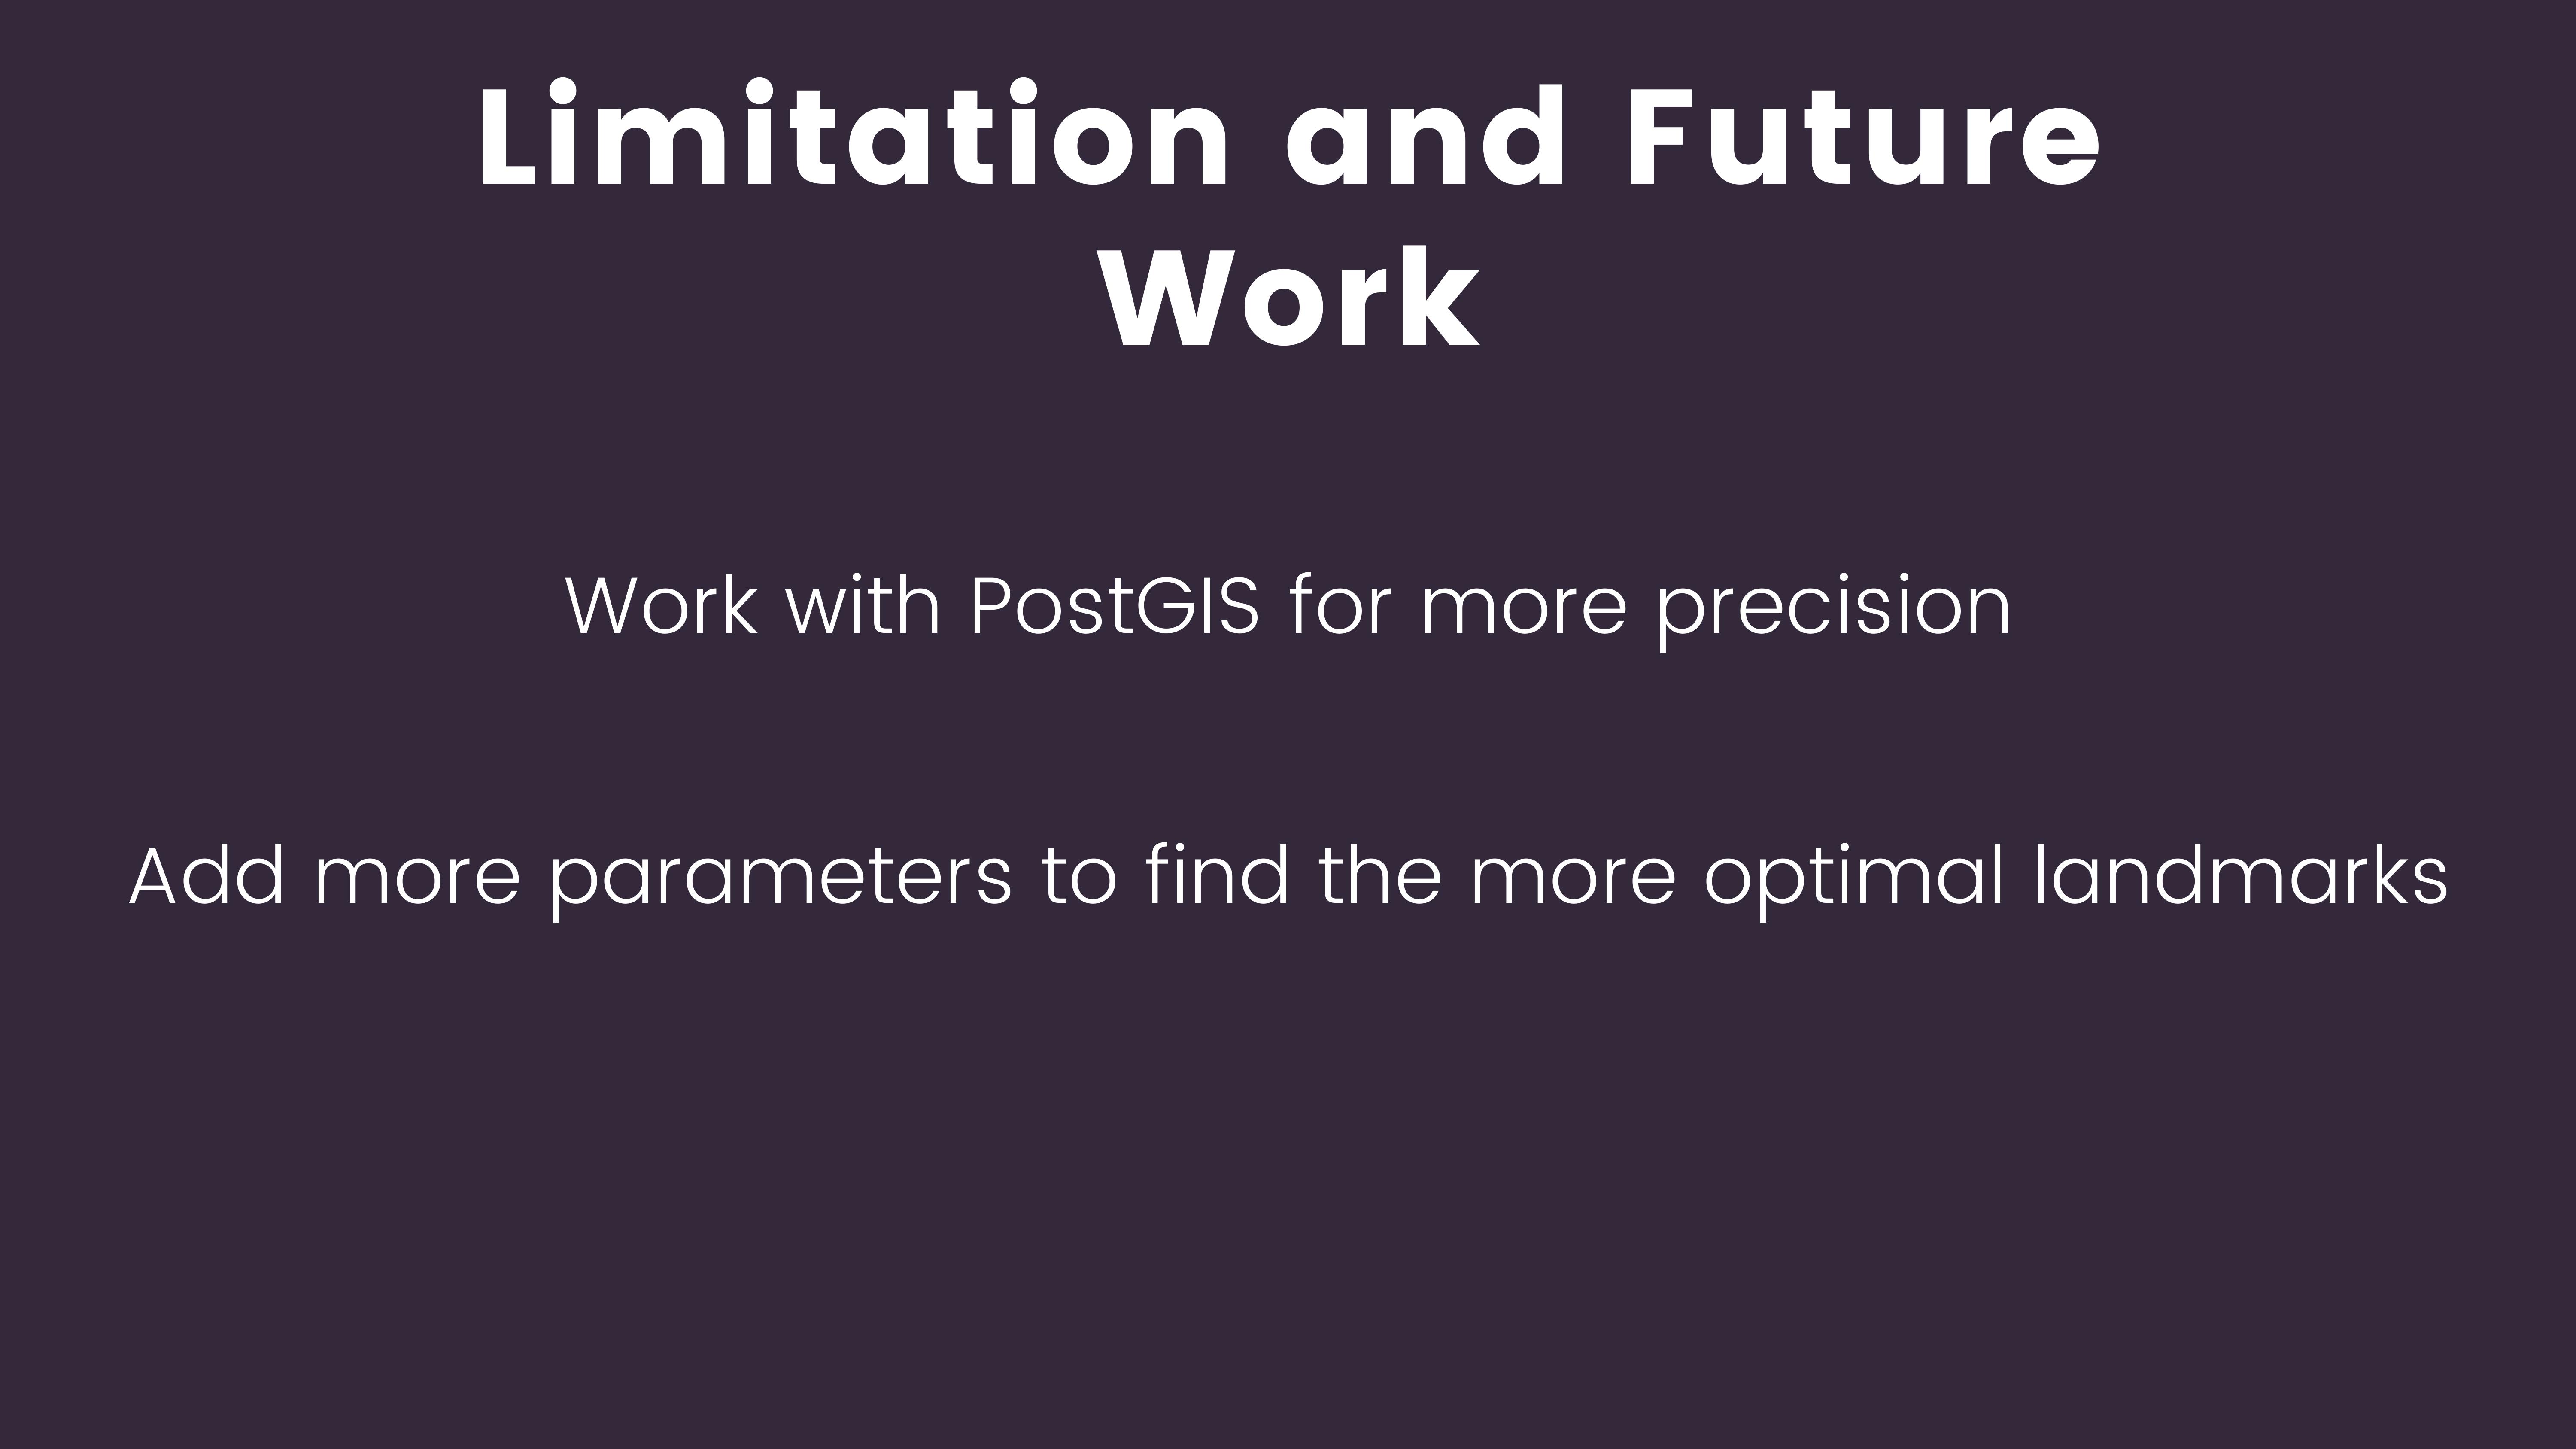 Limitation and Future
Work
Work with PostGIS for more precision
Add more parameters to find the more optimal landmarks